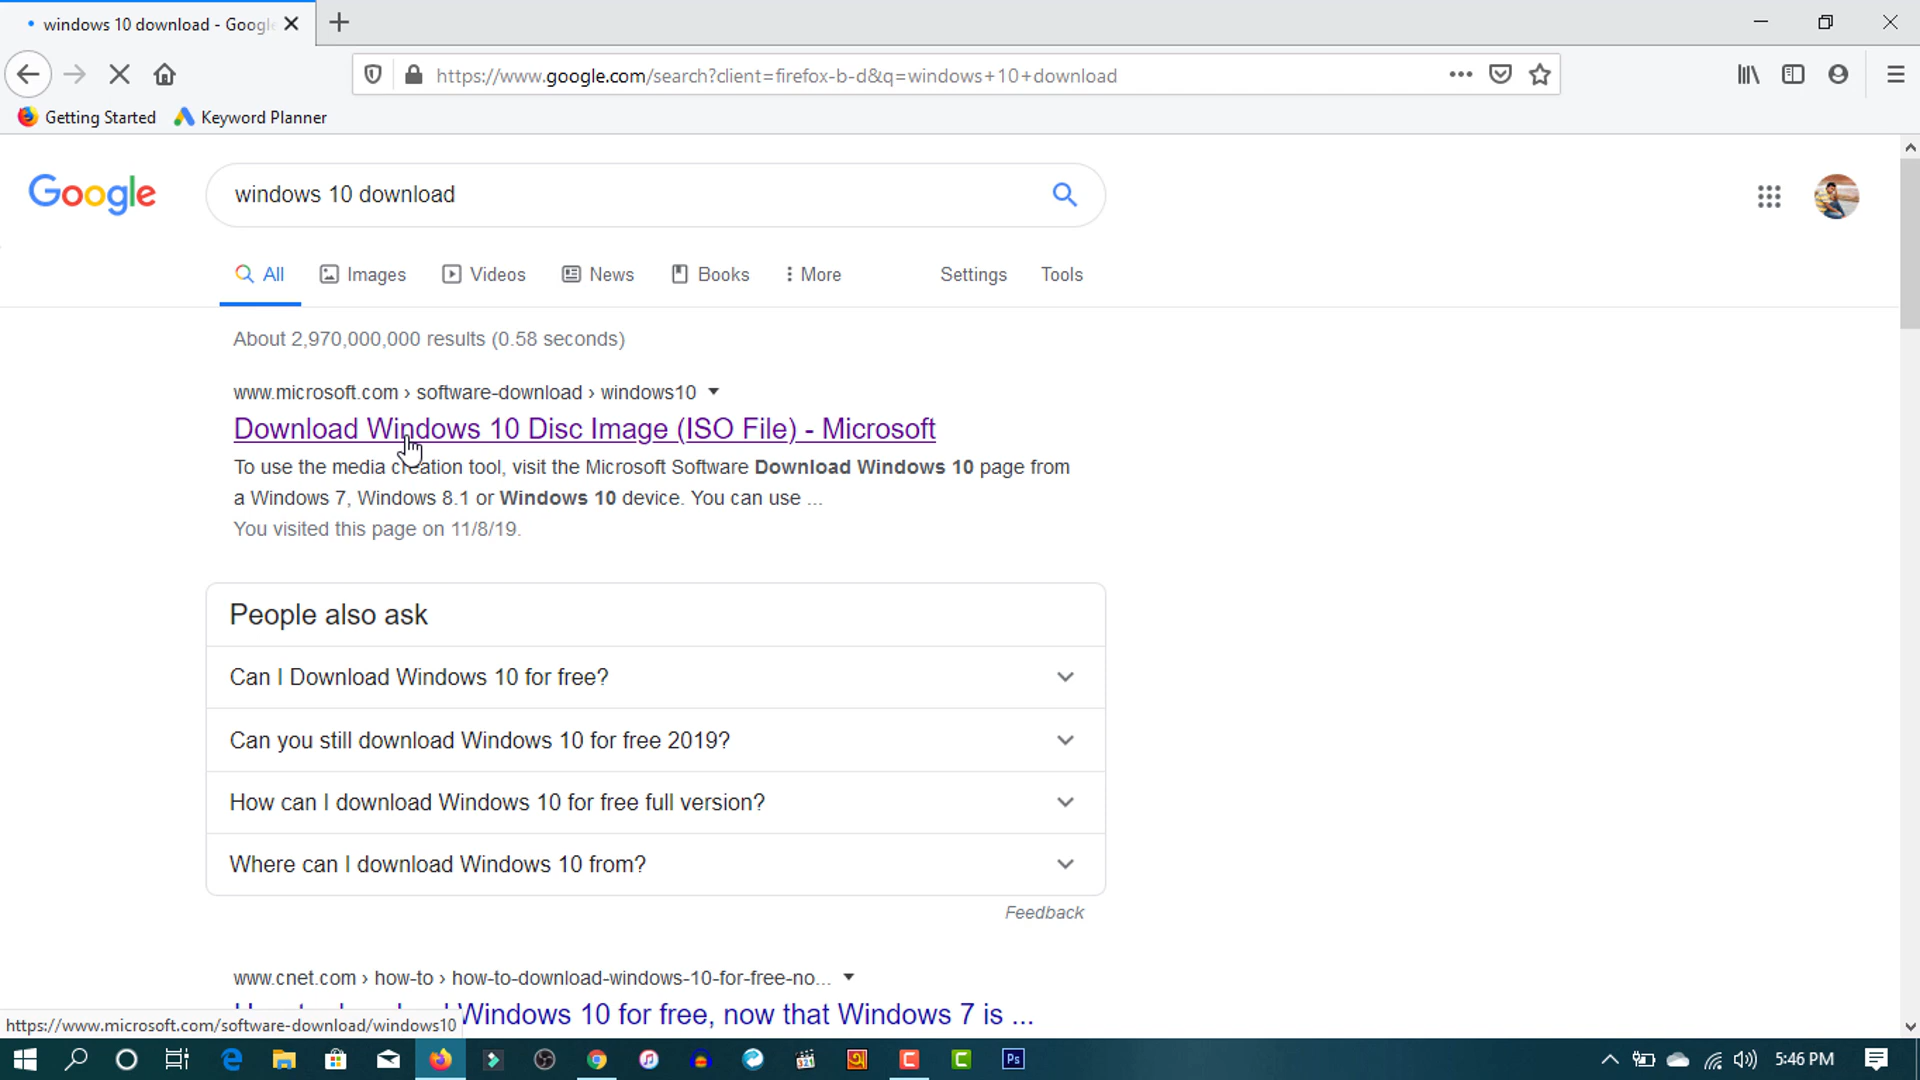 windows 10 download - Google
https://www.google.com/search?client=firefox-b-d&q=windows+10+download
Getting Started
Keyword Planner
Google
windows 10 download
All
Images
Videos
News
Books
More
Settings
Tools
About 2,970,000,000 results (0.58 seconds)
www.microsoft.com › software-download › windows10
Download Windows 10 Disc Image (ISO File) - Microsoft
To use the media creation tool, visit the Microsoft Software Download Windows 10 page from
a Windows 7, Windows 8.1 or Windows 10 device. You can use ...
You visited this page on 11/8/19.
People also ask
Can I Download Windows 10 for free?
Can you still download Windows 10 for free 2019?
How can I download Windows 10 for free full version?
Where can I download Windows 10 from?
Feedback
www.cnet.com › how-to › how-to-download-windows-10-for-free-no...
Windows 10 for free, now that Windows 7 is ...
https://www.microsoft.com/software-download/windows10
321
C
C
Ps
5:46 PM